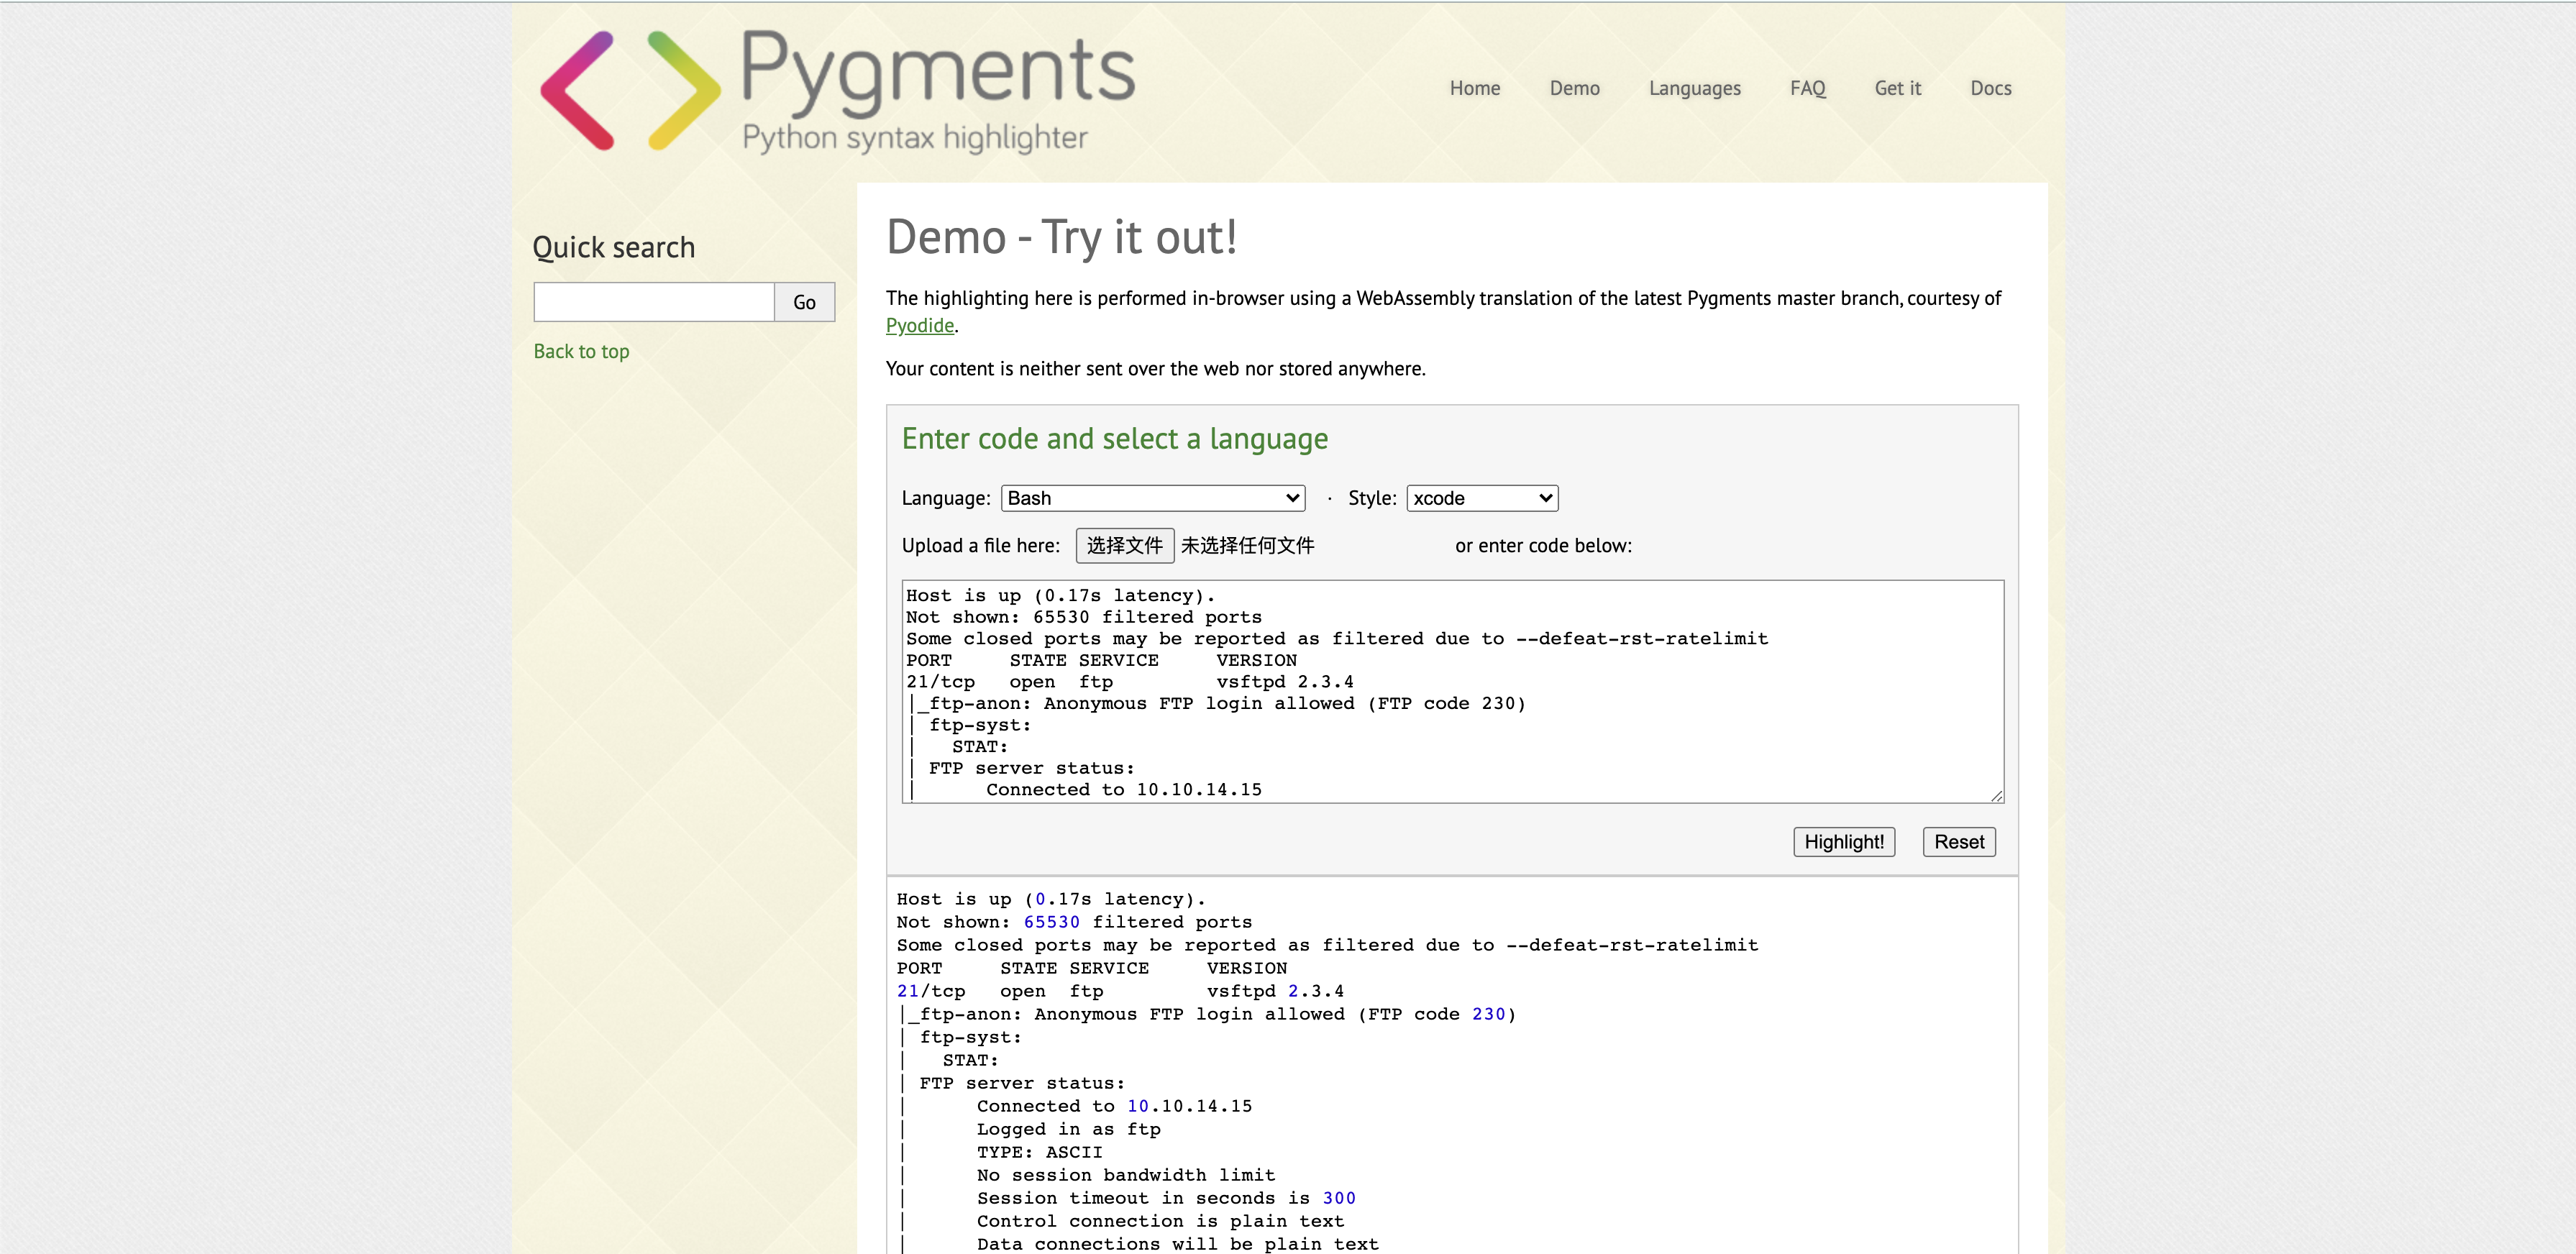 Pygments
Python syntax highlighter
Home Demo Languages FAQ Get it Docs
Quick search
Go
Back to top
Demo - Try it out!
The highlighting here is performed in-browser using a WebAssembly translation of the latest Pygments master branch, courtesy of
Pyodide.
Your content is neither sent over the web nor stored anywhere.
Enter code and select a language
Language: Bash · Style: xcode
Upload a file here: 选择文件 未选择任何文件 or enter code below:
Host is up (0.17s latency).
Not shown: 65530 filtered ports
Some closed ports may be reported as filtered due to --defeat-rst-ratelimit
PORT     STATE SERVICE     VERSION
21/tcp   open  ftp         vsftpd 2.3.4
|_ftp-anon: Anonymous FTP login allowed (FTP code 230)
| ftp-syst:
|   STAT:
| FTP server status:
|      Connected to 10.10.14.15
Highlight! Reset
Host is up (0.17s latency).
Not shown: 65530 filtered ports
Some closed ports may be reported as filtered due to --defeat-rst-ratelimit
PORT     STATE SERVICE     VERSION
21/tcp   open  ftp         vsftpd 2.3.4
|_ftp-anon: Anonymous FTP login allowed (FTP code 230)
| ftp-syst:
|   STAT:
| FTP server status:
|      Connected to 10.10.14.15
|      Logged in as ftp
|      TYPE: ASCII
|      No session bandwidth limit
|      Session timeout in seconds is 300
|      Control connection is plain text
|      Data connections will be plain text